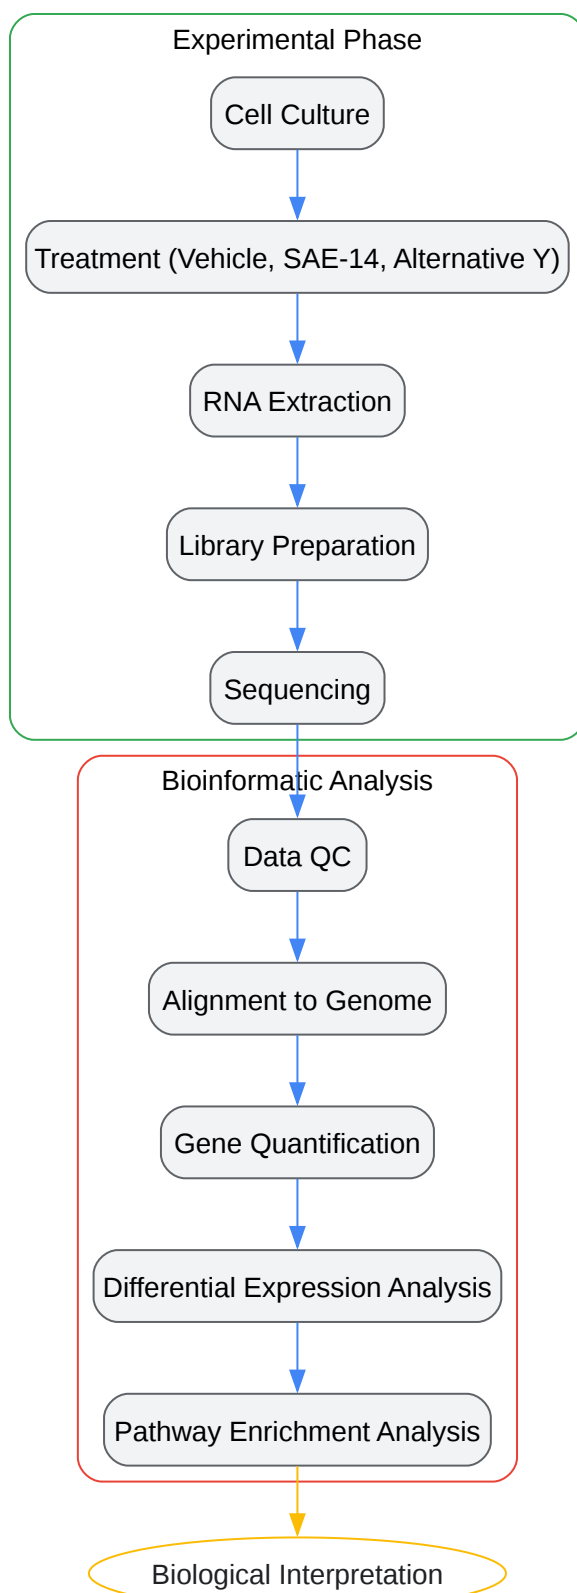 Experimental Phase
Cell Culture
Treatment (Vehicle, SAE-14, Alternative Y)
RNA Extraction
Library Preparation
Sequencing
Bioinformatic Analysis
Data QC
Alignment to Genome
Gene Quantification
Differential Expression Analysis
Pathway Enrichment Analysis
Biological Interpretation